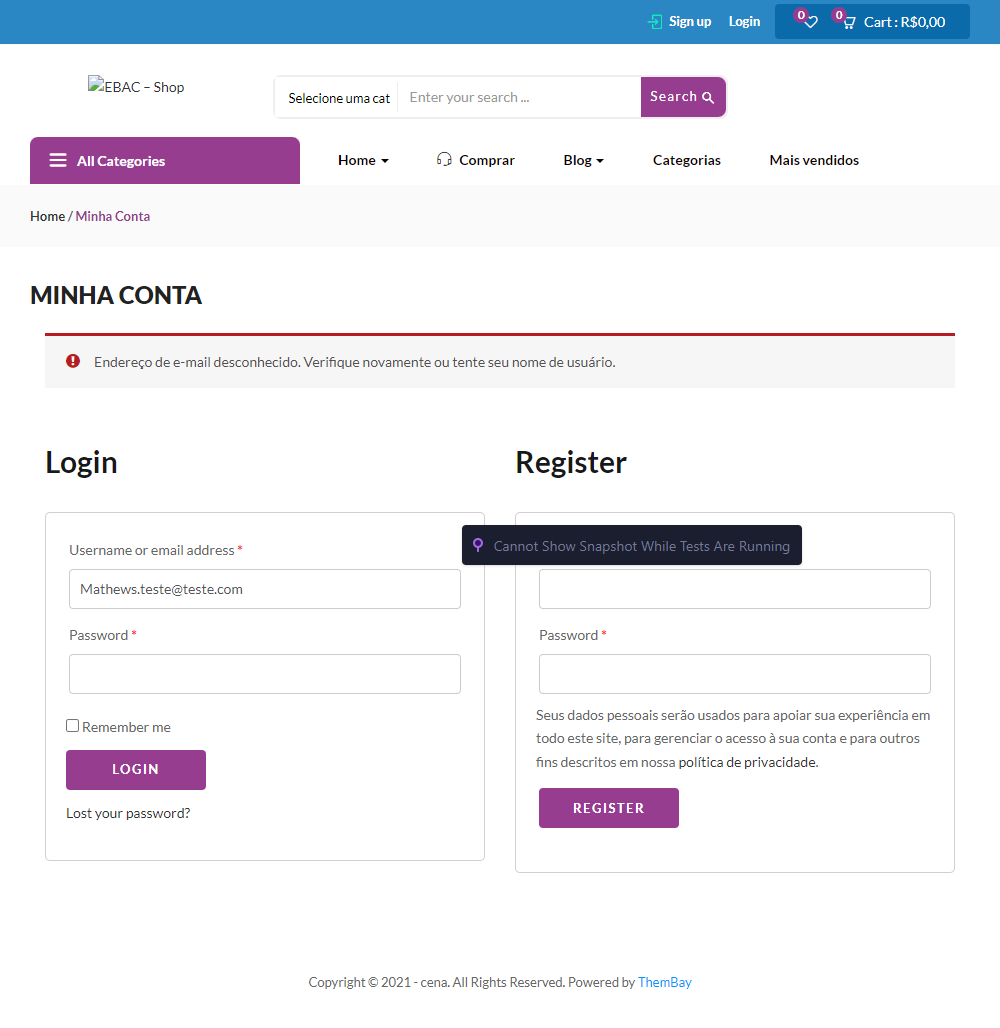 Sign up Login 0 0 Cart : R$0,00
EBAC – Shop Selecione uma cat Enter your search ... Search
All Categories Home Comprar Blog Categorias Mais vendidos
Home / Minha Conta
MINHA CONTA
Endereço de e-mail desconhecido. Verifique novamente ou tente seu nome de usuário.
Login
Username or email address *
Mathews.teste@teste.com
Password *
Remember me
LOGIN
Lost your password?
Register
Cannot Show Snapshot While Tests Are Running
Password *
Seus dados pessoais serão usados para apoiar sua experiência em
todo este site, para gerenciar o acesso à sua conta e para outros
fins descritos em nossa política de privacidade.
REGISTER
Copyright © 2021 - cena. All Rights Reserved. Powered by ThemBay